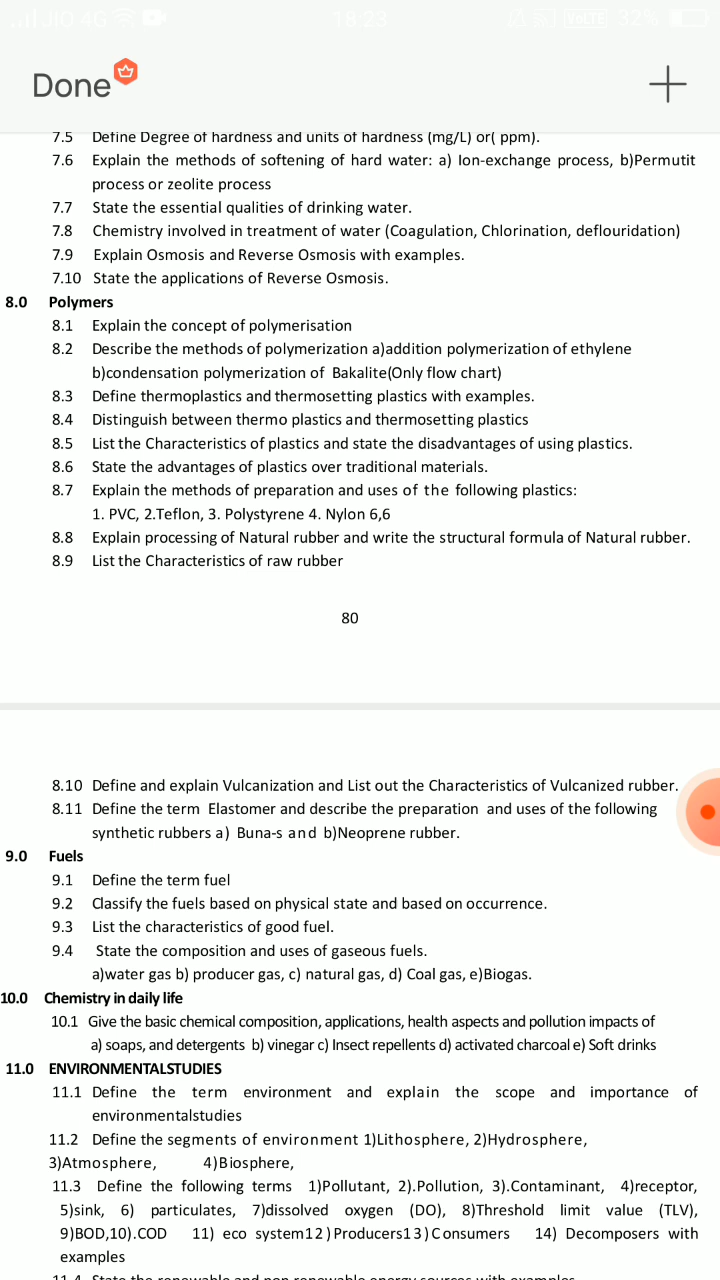 JIO 4G 18:23 VoLTE 32%
Done
7.5 Define Degree of hardness and units of hardness (mg/L) or( ppm).
7.6 Explain the methods of softening of hard water: a) Ion-exchange process, b)Permutit
process or zeolite process
7.7 State the essential qualities of drinking water.
7.8 Chemistry involved in treatment of water (Coagulation, Chlorination, deflouridation)
7.9 Explain Osmosis and Reverse Osmosis with examples.
7.10 State the applications of Reverse Osmosis.
8.0 Polymers
8.1 Explain the concept of polymerisation
8.2 Describe the methods of polymerization a)addition polymerization of ethylene
b)condensation polymerization of Bakalite(Only flow chart)
8.3 Define thermoplastics and thermosetting plastics with examples.
8.4 Distinguish between thermo plastics and thermosetting plastics
8.5 List the Characteristics of plastics and state the disadvantages of using plastics.
8.6 State the advantages of plastics over traditional materials.
8.7 Explain the methods of preparation and uses of the following plastics:
1. PVC, 2.Teflon, 3. Polystyrene 4. Nylon 6,6
8.8 Explain processing of Natural rubber and write the structural formula of Natural rubber.
8.9 List the Characteristics of raw rubber
80
8.10 Define and explain Vulcanization and List out the Characteristics of Vulcanized rubber.
8.11 Define the term Elastomer and describe the preparation and uses of the following
synthetic rubbers a) Buna-s and b)Neoprene rubber.
9.0 Fuels
9.1 Define the term fuel
9.2 Classify the fuels based on physical state and based on occurrence.
9.3 List the characteristics of good fuel.
9.4 State the composition and uses of gaseous fuels.
a)water gas b) producer gas, c) natural gas, d) Coal gas, e)Biogas.
10.0 Chemistry in daily life
10.1 Give the basic chemical composition, applications, health aspects and pollution impacts of
a) soaps, and detergents b) vinegar c) Insect repellents d) activated charcoal e) Soft drinks
11.0 ENVIRONMENTALSTUDIES
11.1 Define the term environment and explain the scope and importance of
environmentalstudies
11.2 Define the segments of environment 1)Lithosphere, 2)Hydrosphere,
3)Atmosphere, 4)Biosphere,
11.3 Define the following terms 1)Pollutant, 2).Pollution, 3).Contaminant, 4)receptor,
5)sink, 6) particulates, 7)dissolved oxygen (DO), 8)Threshold limit value (TLV),
9)BOD,10).COD 11) eco system12)Producers13)Consumers 14) Decomposers with
examples
11.4 State the renewable and non renewable energy sources with examples